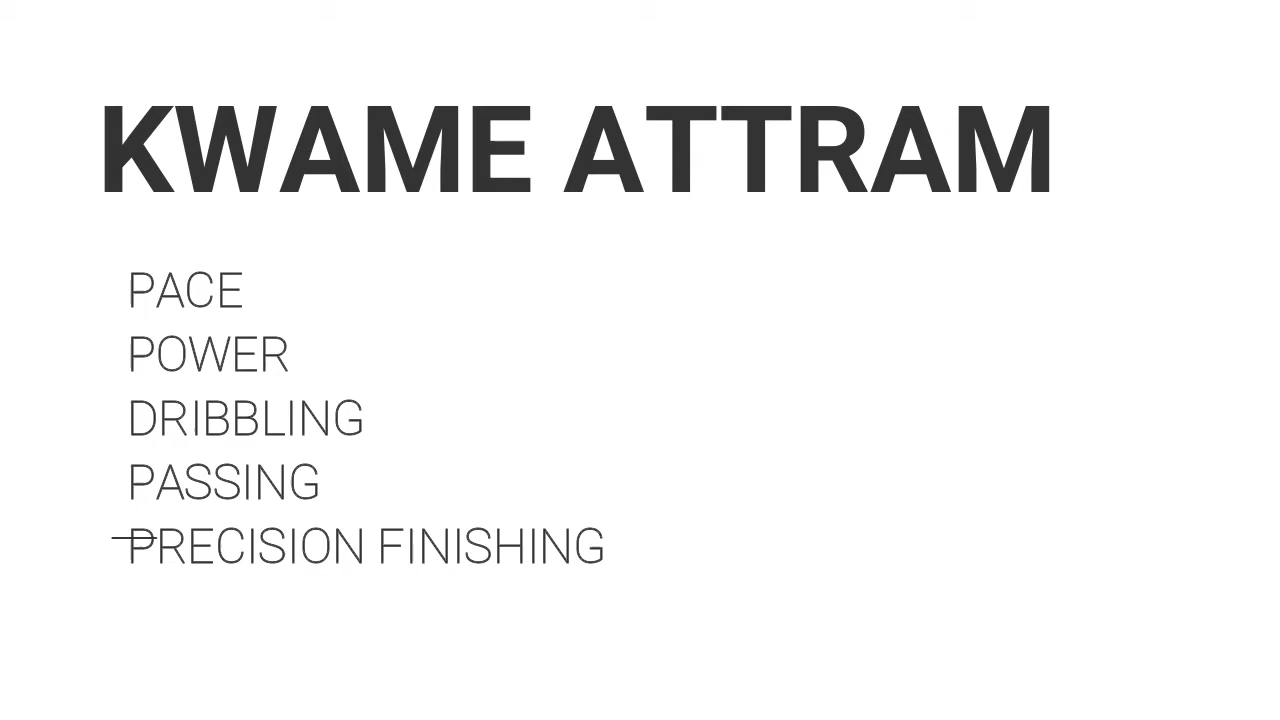 KWAME ATTRAM
PACE
POWER
DRIBBLING
PASSING
PRECISION FINISHING